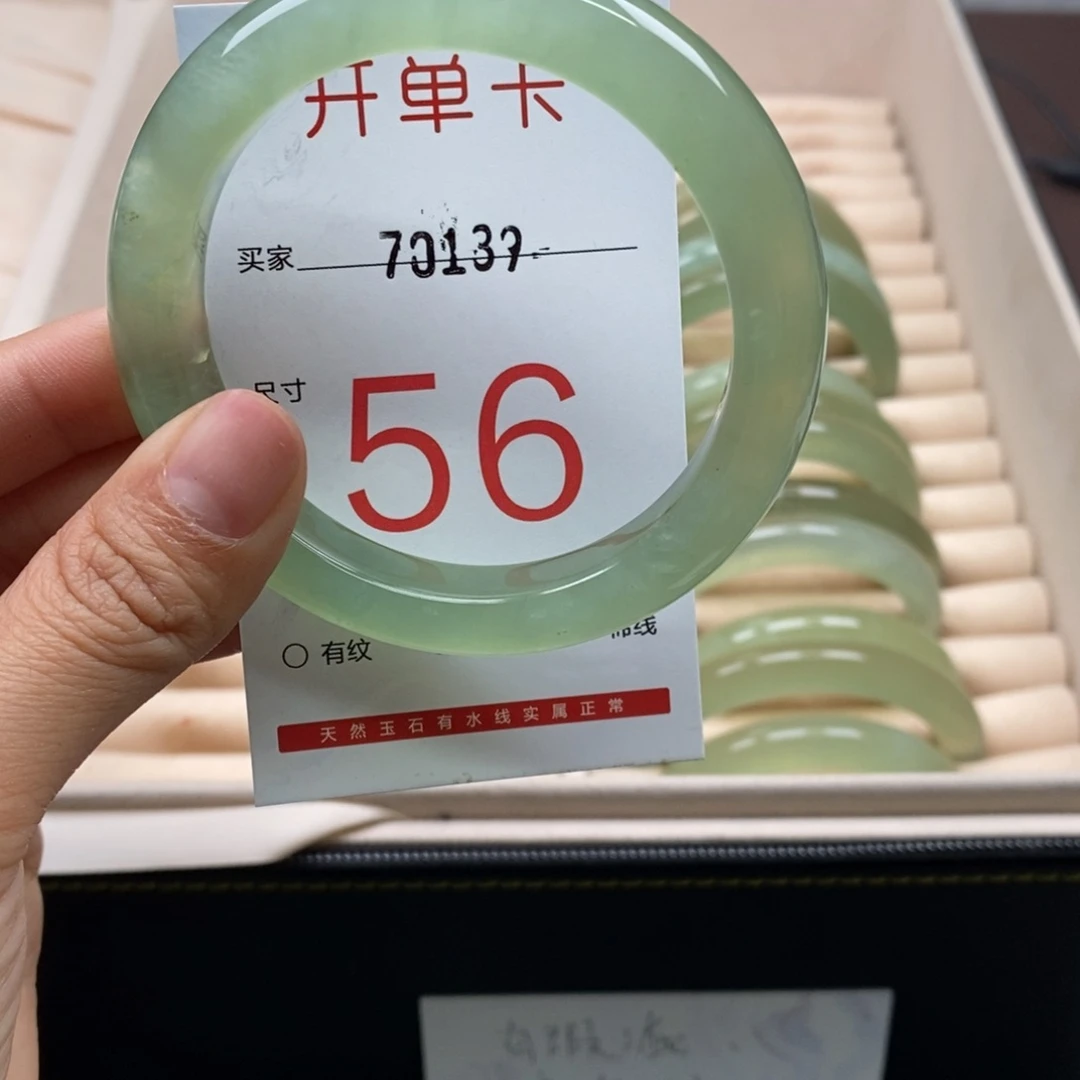 开单卡
买家 70139
尺寸 56
有纹
天然玉石有水线实属正常